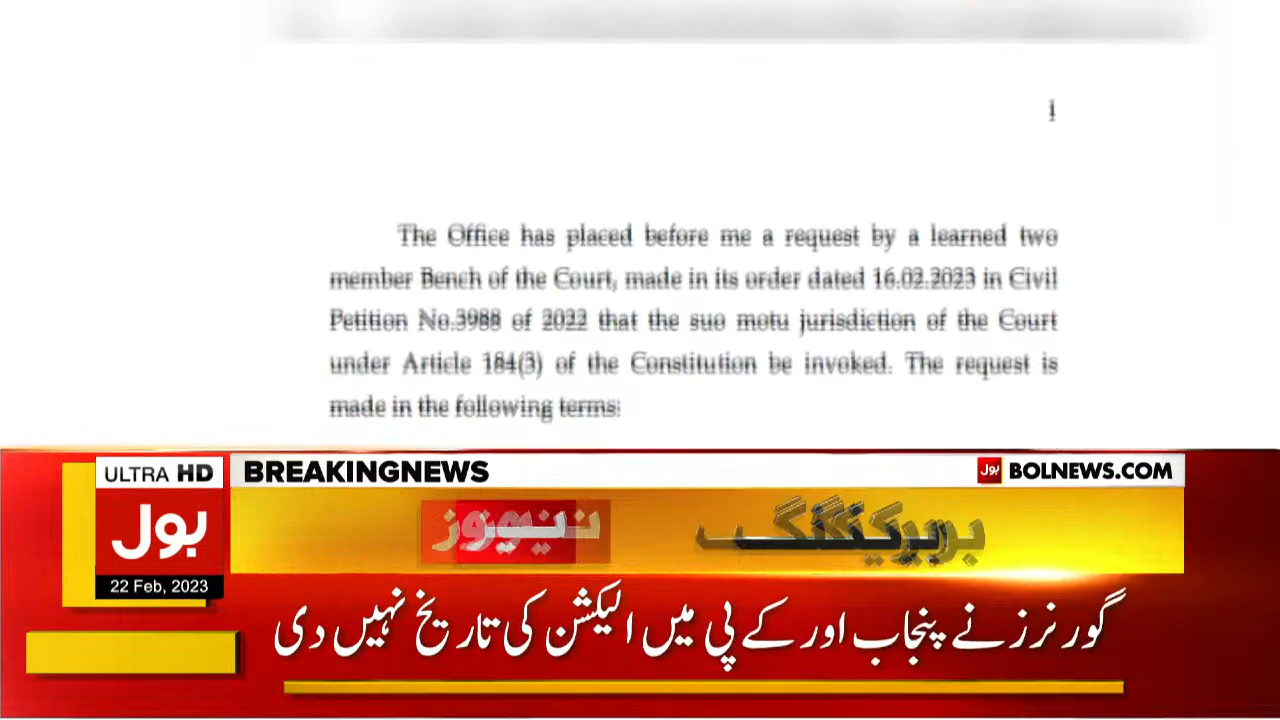 1
The Office has placed before me a request by a learned two
member Bench of the Court, made in its order dated 16.02.2023 in Civil
Petition No.3988 of 2022 that the suo motu jurisdiction of the Court
under Article 184(3) of the Constitution be invoked. The request is
made in the following terms:
ULTRA HD
BREAKINGNEWS
بول
BOLNEWS.COM
بول
بریکنگ نیوز
22 Feb, 2023
گورنرز نے پنجاب اور کے پی میں الیکشن کی تاریخ نہیں دی